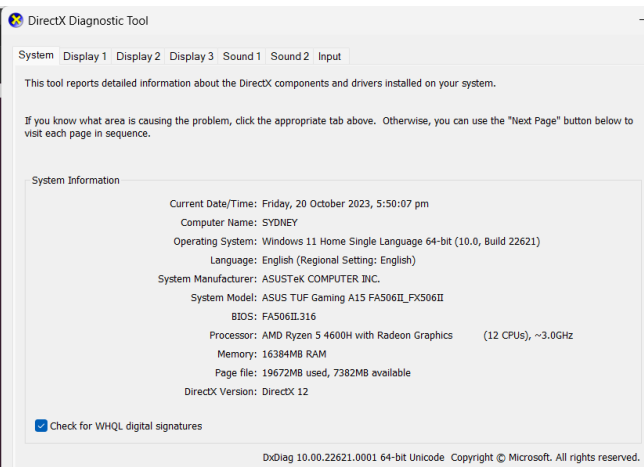 DirectX Diagnostic Tool
System Display 1 Display 2 Display 3 Sound 1 Sound 2 Input
This tool reports detailed information about the DirectX components and drivers installed on your system.
If you know what area is causing the problem, click the appropriate tab above.  Otherwise, you can use the "Next Page" button below to
visit each page in sequence.
System Information
Current Date/Time: Friday, 20 October 2023, 5:50:07 pm
Computer Name: SYDNEY
Operating System: Windows 11 Home Single Language 64-bit (10.0, Build 22621)
Language: English (Regional Setting: English)
System Manufacturer: ASUSTeK COMPUTER INC.
System Model: ASUS TUF Gaming A15 FA506II_FX506II
BIOS: FA506II.316
Processor: AMD Ryzen 5 4600H with Radeon Graphics (12 CPUs), ~3.0GHz
Memory: 16384MB RAM
Page file: 19672MB used, 7382MB available
DirectX Version: DirectX 12
Check for WHQL digital signatures
DxDiag 10.00.22621.0001 64-bit Unicode  Copyright © Microsoft. All rights reserved.